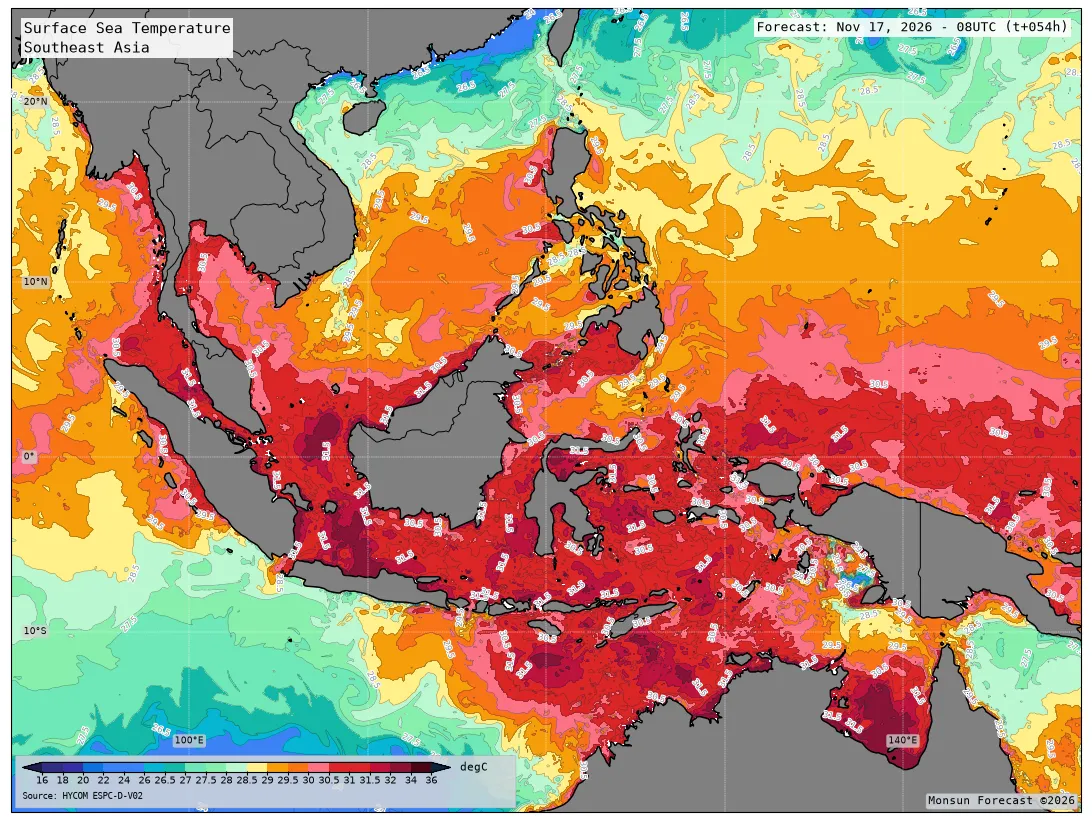 Surface Sea Temperature
Southeast Asia
Forecast: Nov 17, 2026 - 08UTC (t+054h)
20°N
10°N
0°
10°S
100°E
140°E
degC
16 18 20 22 24 26 26.5 27 27.5 28 28.5 29 29.5 30 30.5 31 31.5 32 34 36
Source: HYCOM ESPC-D-V02
Monsun Forecast ©2026